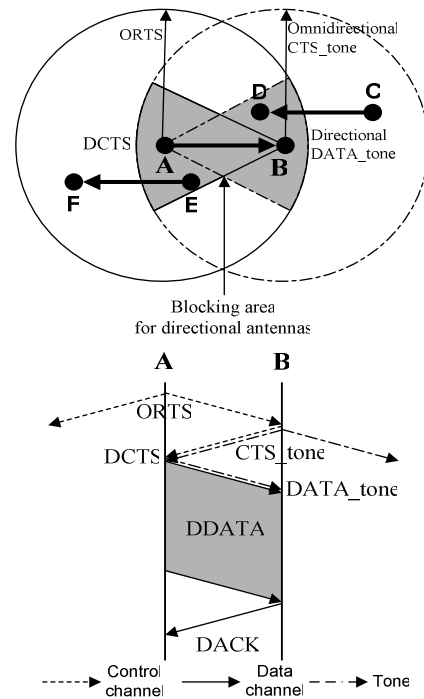 ORTS
Omnidirectional
CTS_tone
D
C
DCTS
A
B
Directional
DATA_tone
F
E
Blocking area
for directional antennas
A
B
ORTS
DCTS
CTS_tone
DATA_tone
DDATA
DACK
Control
channel
Data
channel
Tone